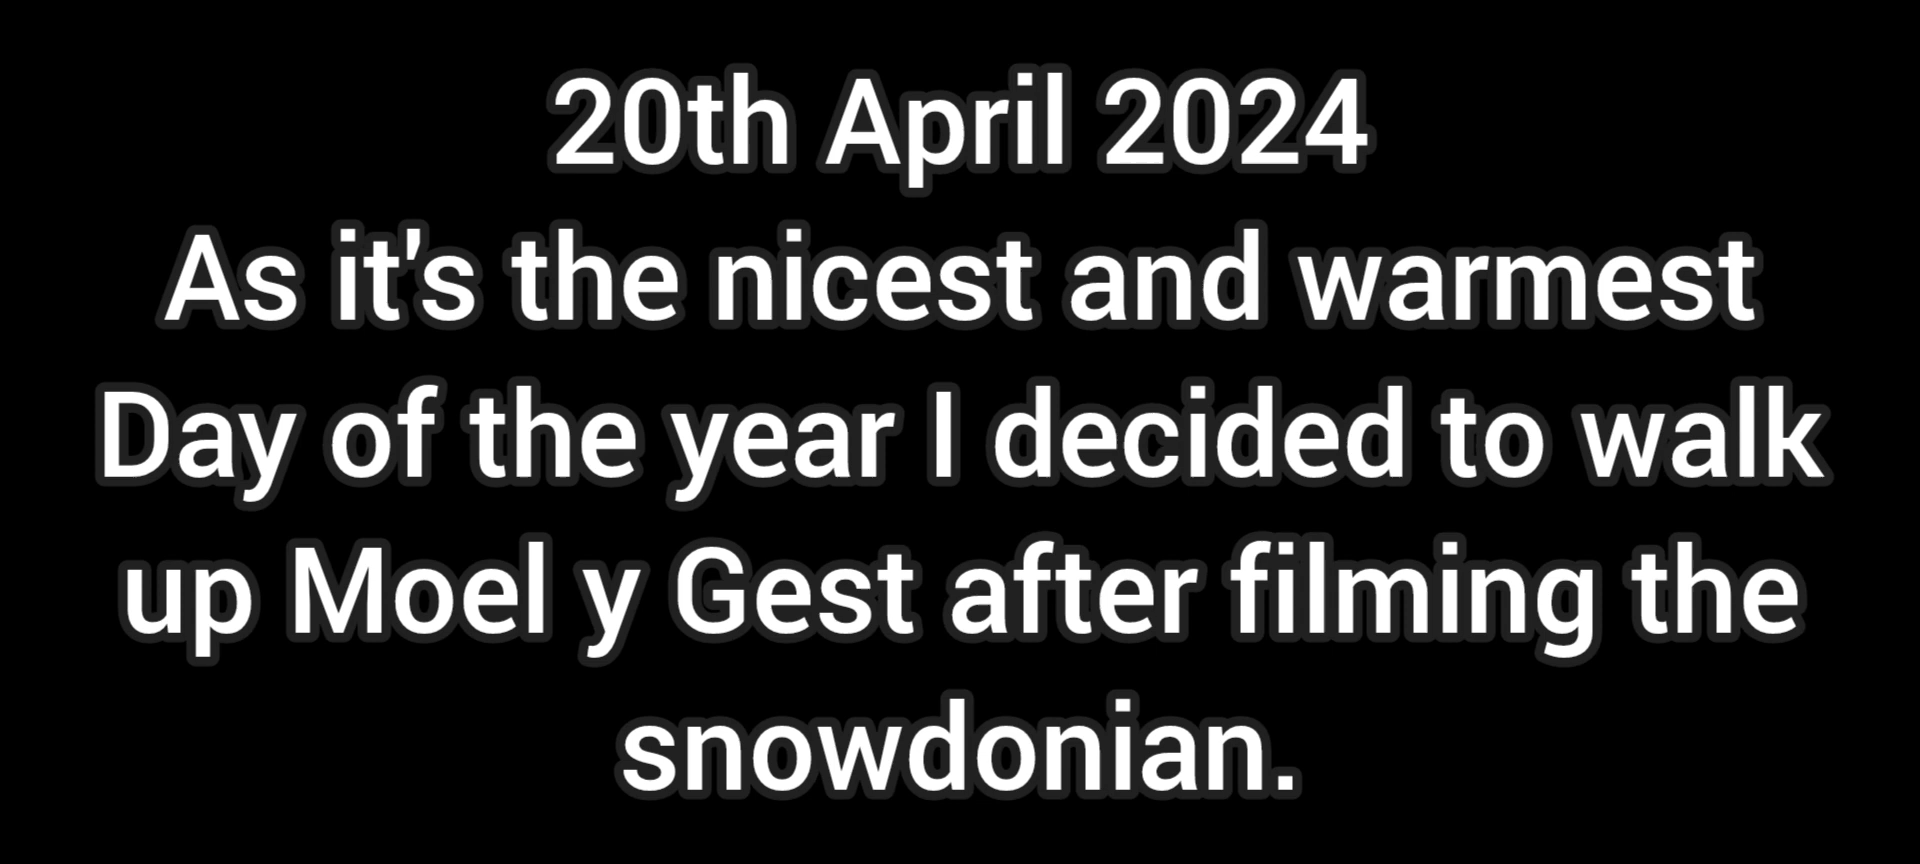 20th April 2024
As it's the nicest and warmest
Day of the year I decided to walk
up Moel y Gest after filming the
snowdonian.